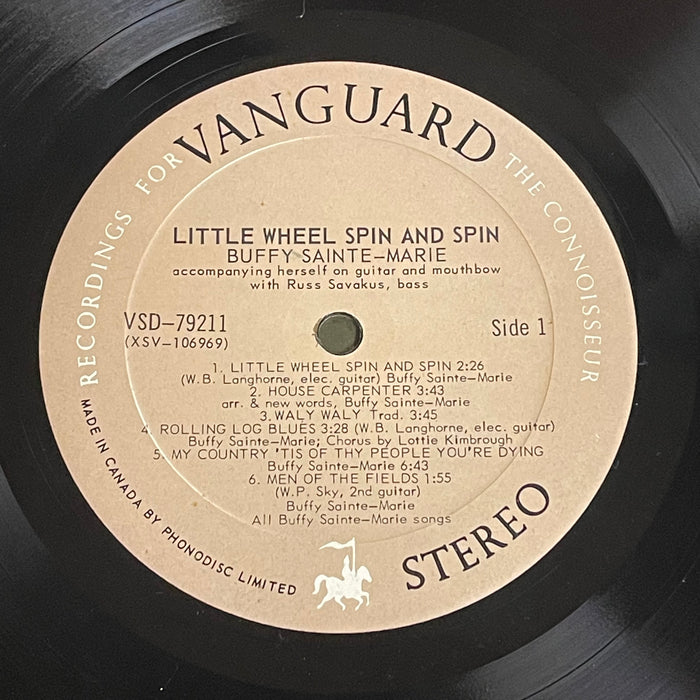 RECORDINGS FOR VANGUARD THE CONNOISSEUR
LITTLE WHEEL SPIN AND SPIN
BUFFY SAINTE–MARIE
accompanying herself on guitar and mouthbow
with Russ Savakus, bass
VSD–79211
(XSV–106969)
Side 1
1. LITTLE WHEEL SPIN AND SPIN 2:26
(W.B. Langhorne, elec. guitar) Buffy Sainte–Marie
2. HOUSE CARPENTER 3:43
arr. & new words, Buffy Sainte–Marie
3. WALY WALY Trad. 3:45
4. ROLLING LOG BLUES 3:28 (W.B. Langhorne, elec. guitar)
Buffy Sainte–Marie; Chorus by Lottie Kimbrough
5. MY COUNTRY 'TIS OF THY PEOPLE YOU'RE DYING
Buffy Sainte–Marie 6:43
6. MEN OF THE FIELDS 1:55
(W.P. Sky, 2nd guitar)
Buffy Sainte–Marie
All Buffy Sainte–Marie songs
MADE IN CANADA BY PHONODISC LIMITED
STEREO